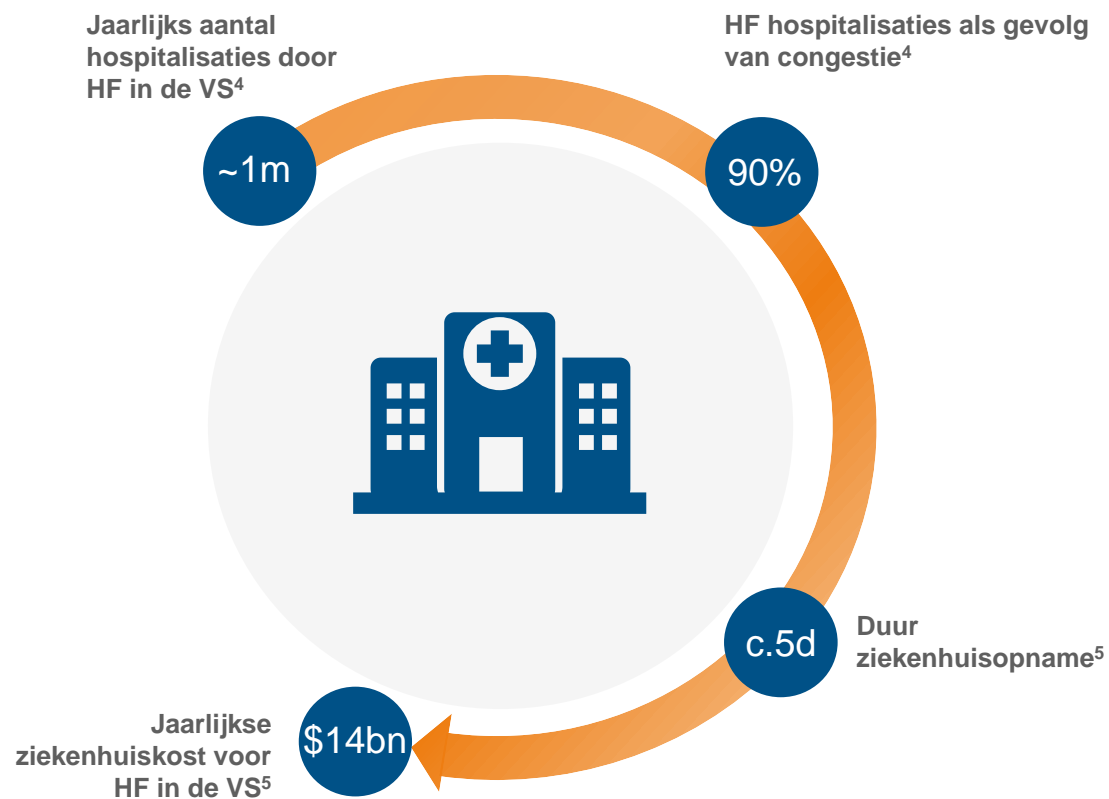 Jaarlijks aantal
hospitalisaties door
HF in de VS⁴
~1m
HF hospitalisaties als gevolg
van congestie⁴
90%
c.5d
Duur
ziekenhuisopname⁵
$14bn
Jaarlijkse
ziekenhuiskost voor
HF in de VS⁵